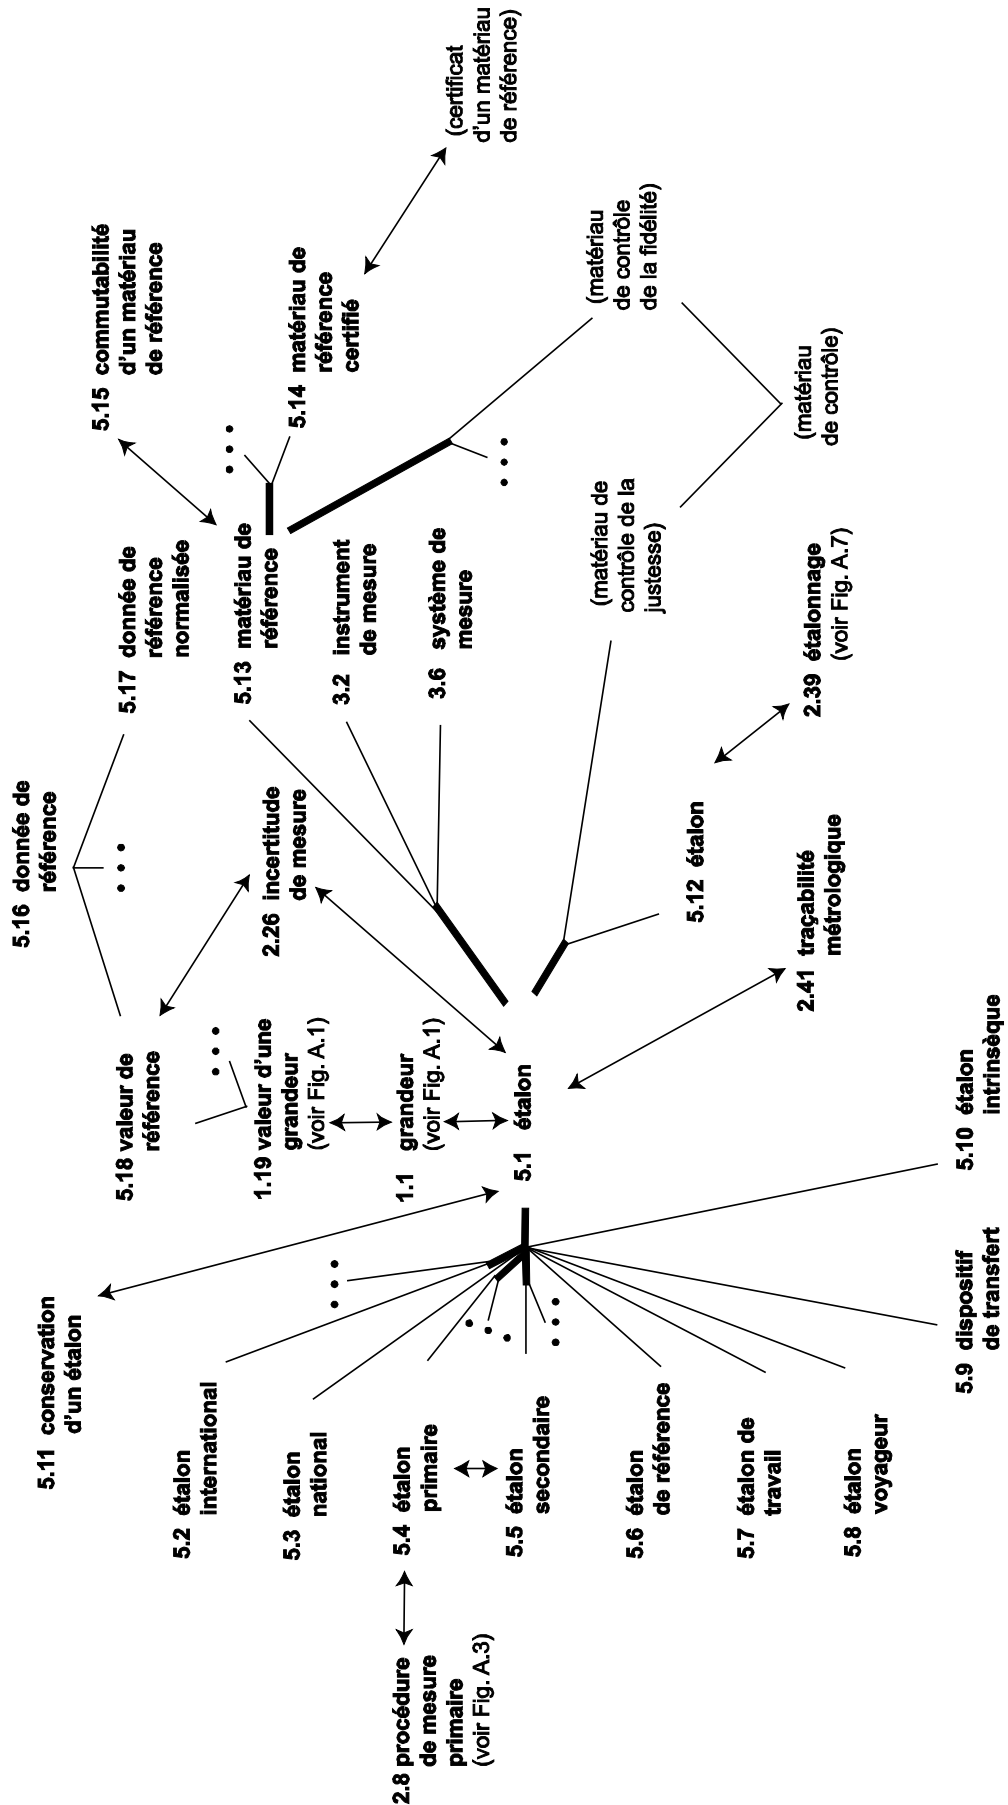 5.16 donnée de
référence
5.11 conservation
d'un étalon
5.18 valeur de
référence
5.17 donnée de
référence
normalisée
5.15 commutabilité
d'un matériau
de référence
5.2 étalon
international
1.19 valeur d'une
grandeur
(voir Fig. A.1)
2.26 incertitude
de mesure
5.13 matériau de
référence
5.14 matériau de
référence
certifié
5.3 étalon
national
3.2 instrument
de mesure
2.8 procédure
de mesure
primaire
(voir Fig. A.3)
5.4 étalon
primaire
1.1 grandeur
(voir Fig. A.1)
3.6 système de
mesure
(certificat
d'un matériau
de référence)
5.5 étalon
secondaire
5.1 étalon
(matériau de
contrôle de la
justesse)
(matériau
de contrôle
de la fidélité)
5.6 étalon
de référence
5.12 étalon
5.7 étalon de
travail
2.41 traçabilité
métrologique
2.39 étalonnage
(voir Fig. A.7)
(matériau
de contrôle)
5.8 étalon
voyageur
5.9 dispositif
de transfert
5.10 étalon
intrinsèque